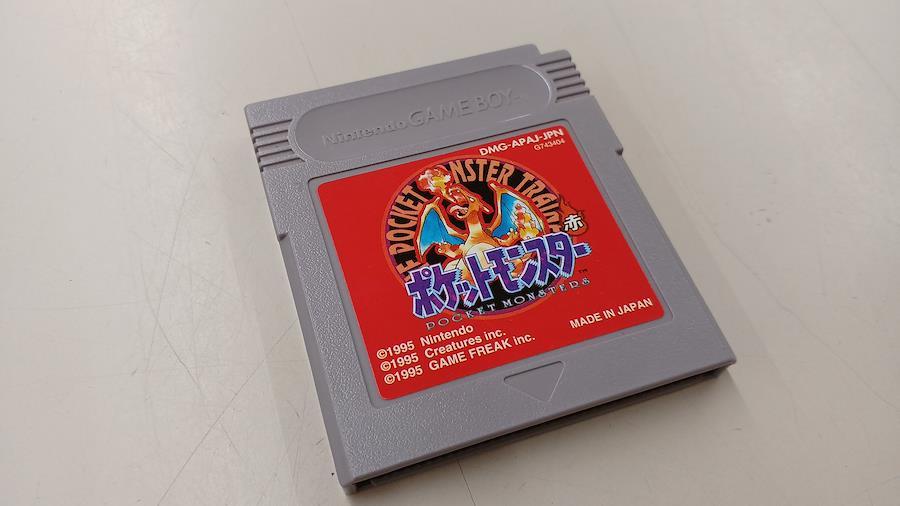 Nintendo GAME BOY
DMG-APAJ-JPN
G743404
POCKET MONSTER
赤
ポケットモンスター
TM
POCKET MONSTERS
©1995 Nintendo
©1995 Creatures inc.
©1995 GAME FREAK inc.
MADE IN JAPAN